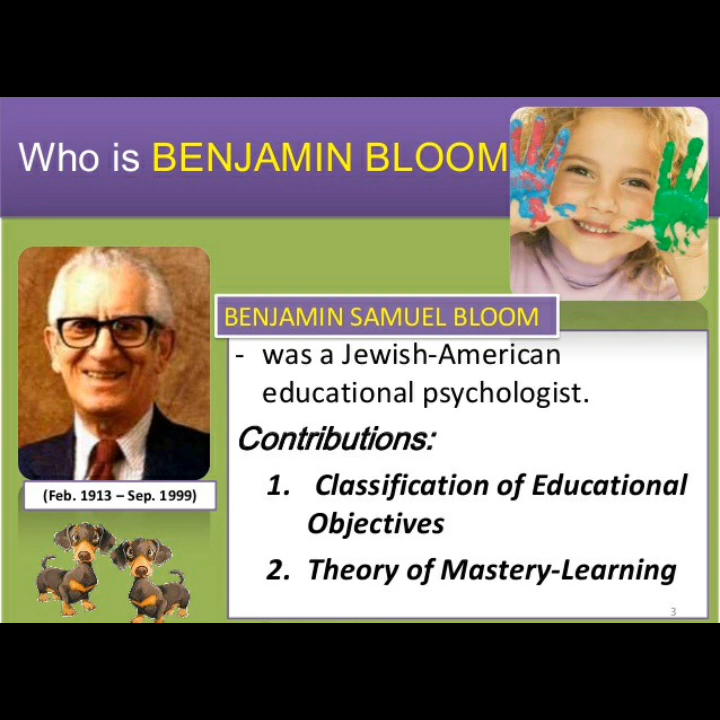 Who is BENJAMIN BLOOM
BENJAMIN SAMUEL BLOOM
- was a Jewish-American
educational psychologist.
Contributions:
1. Classification of Educational
Objectives
2. Theory of Mastery-Learning
(Feb. 1913 – Sep. 1999)
3